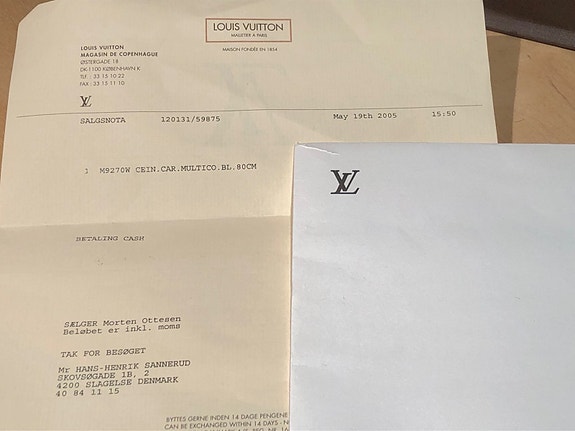 LOUIS VUITTON
MALLETIER À PARIS
MAISON FONDÉE EN 1854
LOUIS VUITTON
MAGASIN DE COPENHAGUE
ØSTERGADE 18
DK-1100 KØBENHAVN K
TLF. : 33 15 10 22
FAX : 33 15 11 10
LV
SALGSNOTA 120131/59875 May 19th 2005 15:50
1 M9270W CEIN.CAR.MULTICO.BL.80CM
BETALING CASH
SÆLGER Morten Ottesen
Beløbet er inkl. moms
TAK FOR BESØGET
Mr HANS-HENRIK SANNERUD
SKOVSØGADE 1B, 2
4200 SLAGELSE DENMARK
40 84 11 15
BYTTES GERNE INDEN 14 DAGE PENGENE
CAN BE EXCHANGED WITHIN 14 DAYS - N
LV